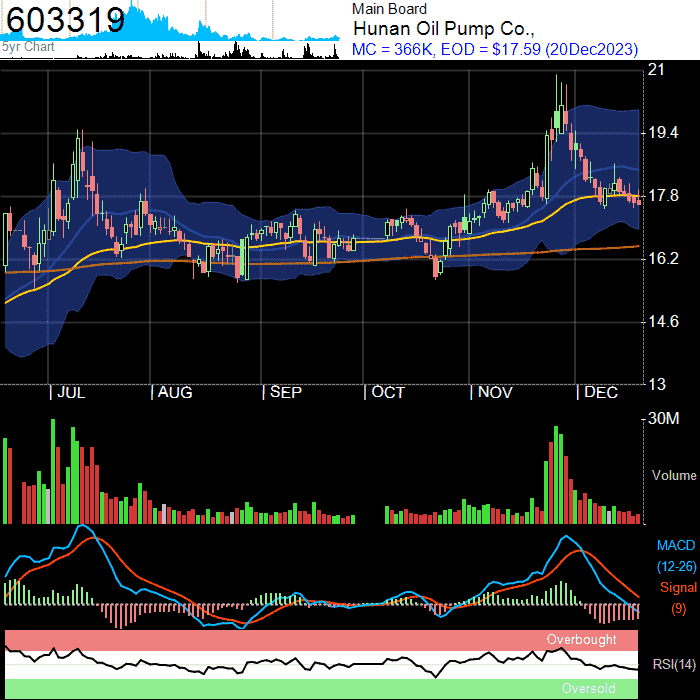 603319
5yr Chart
Main Board
Hunan Oil Pump Co.,
MC = 366K, EOD = $17.59 (20Dec2023)
21
19.4
17.8
16.2
14.6
13
JUL
AUG
SEP
OCT
NOV
DEC
30M
Volume
MACD
(12-26)
Signal
(9)
Overbought
RSI(14)
Oversold